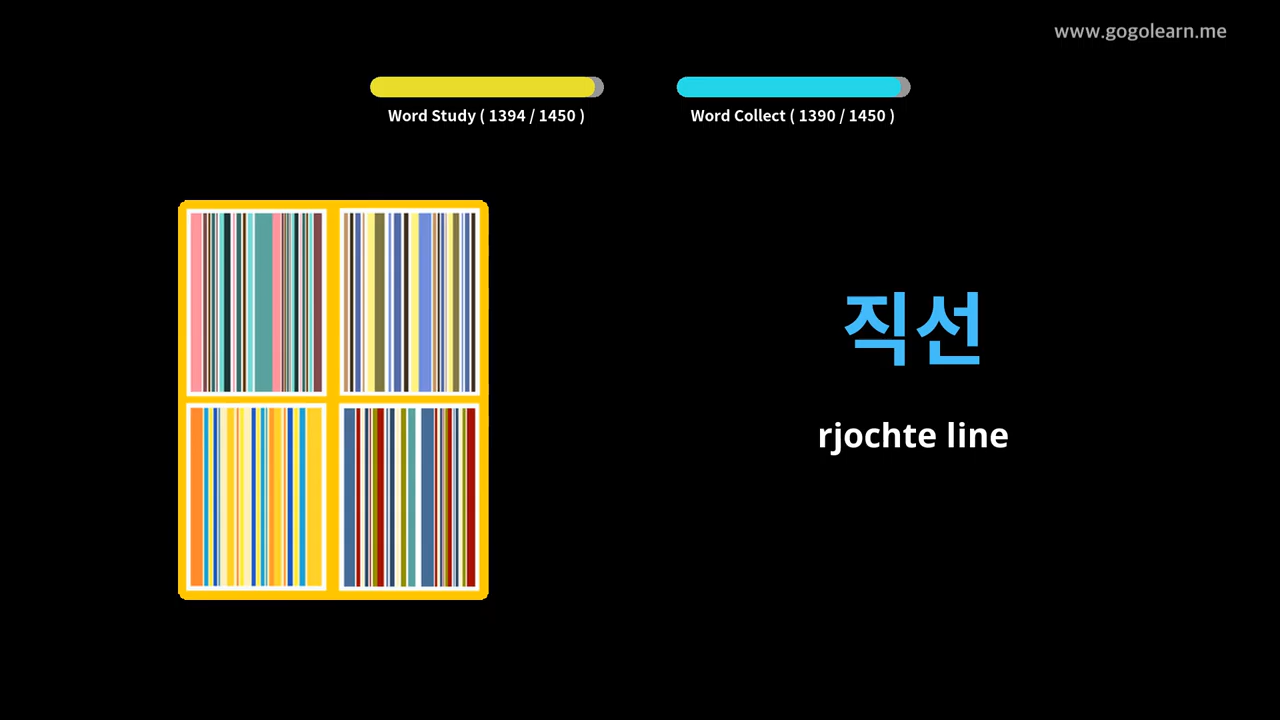 www.gogolearn.me
Word Study ( 1394 / 1450 )
Word Collect ( 1390 / 1450 )
직선
rjochte line